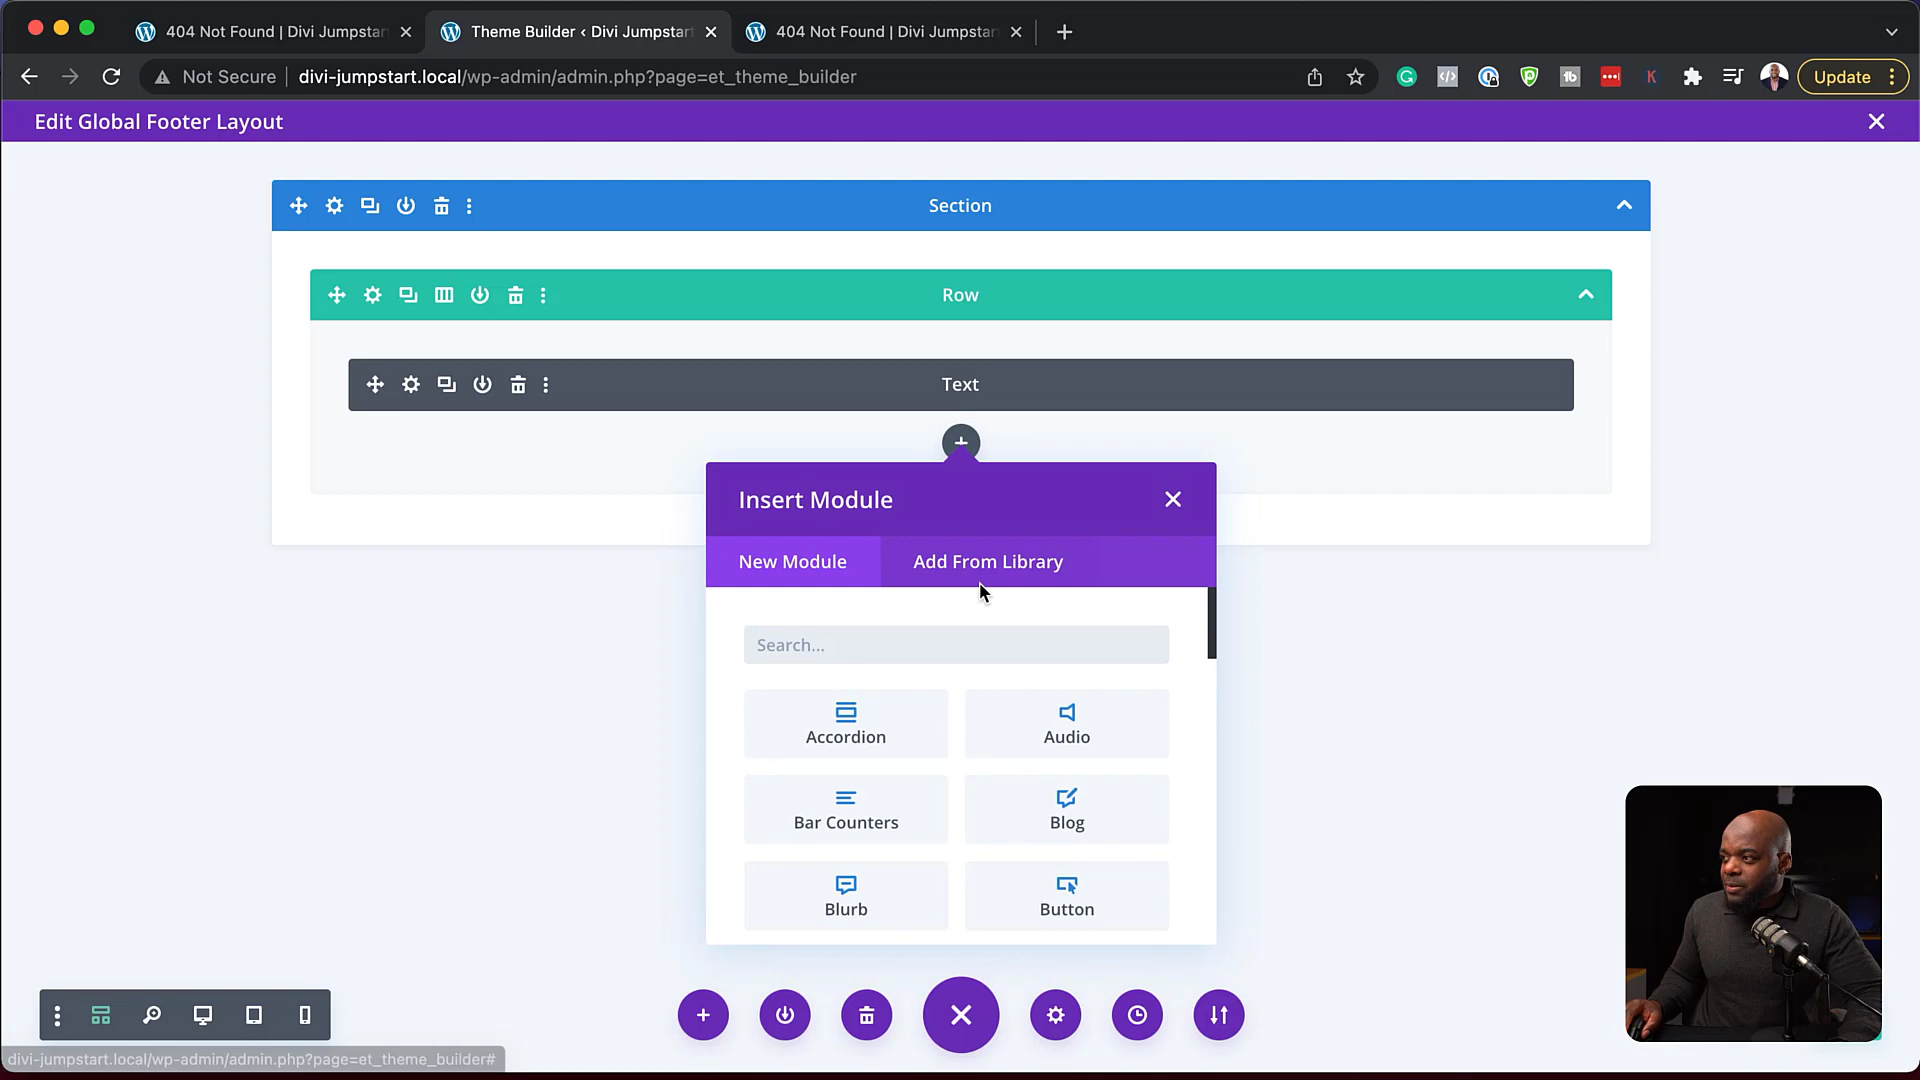 404 Not Found | Divi Jumpstar
Theme Builder ‹ Divi Jumpstart
404 Not Found | Divi Jumpstar
Not Secure
divi-jumpstart.local/wp-admin/admin.php?page=et_theme_builder
tb
K
Update
Edit Global Footer Layout
Section
Row
Text
Insert Module
New Module
Add From Library
Search...
Accordion
Audio
Bar Counters
Blog
Blurb
Button
divi-jumpstart.local/wp-admin/admin.php?page=et_theme_builder#